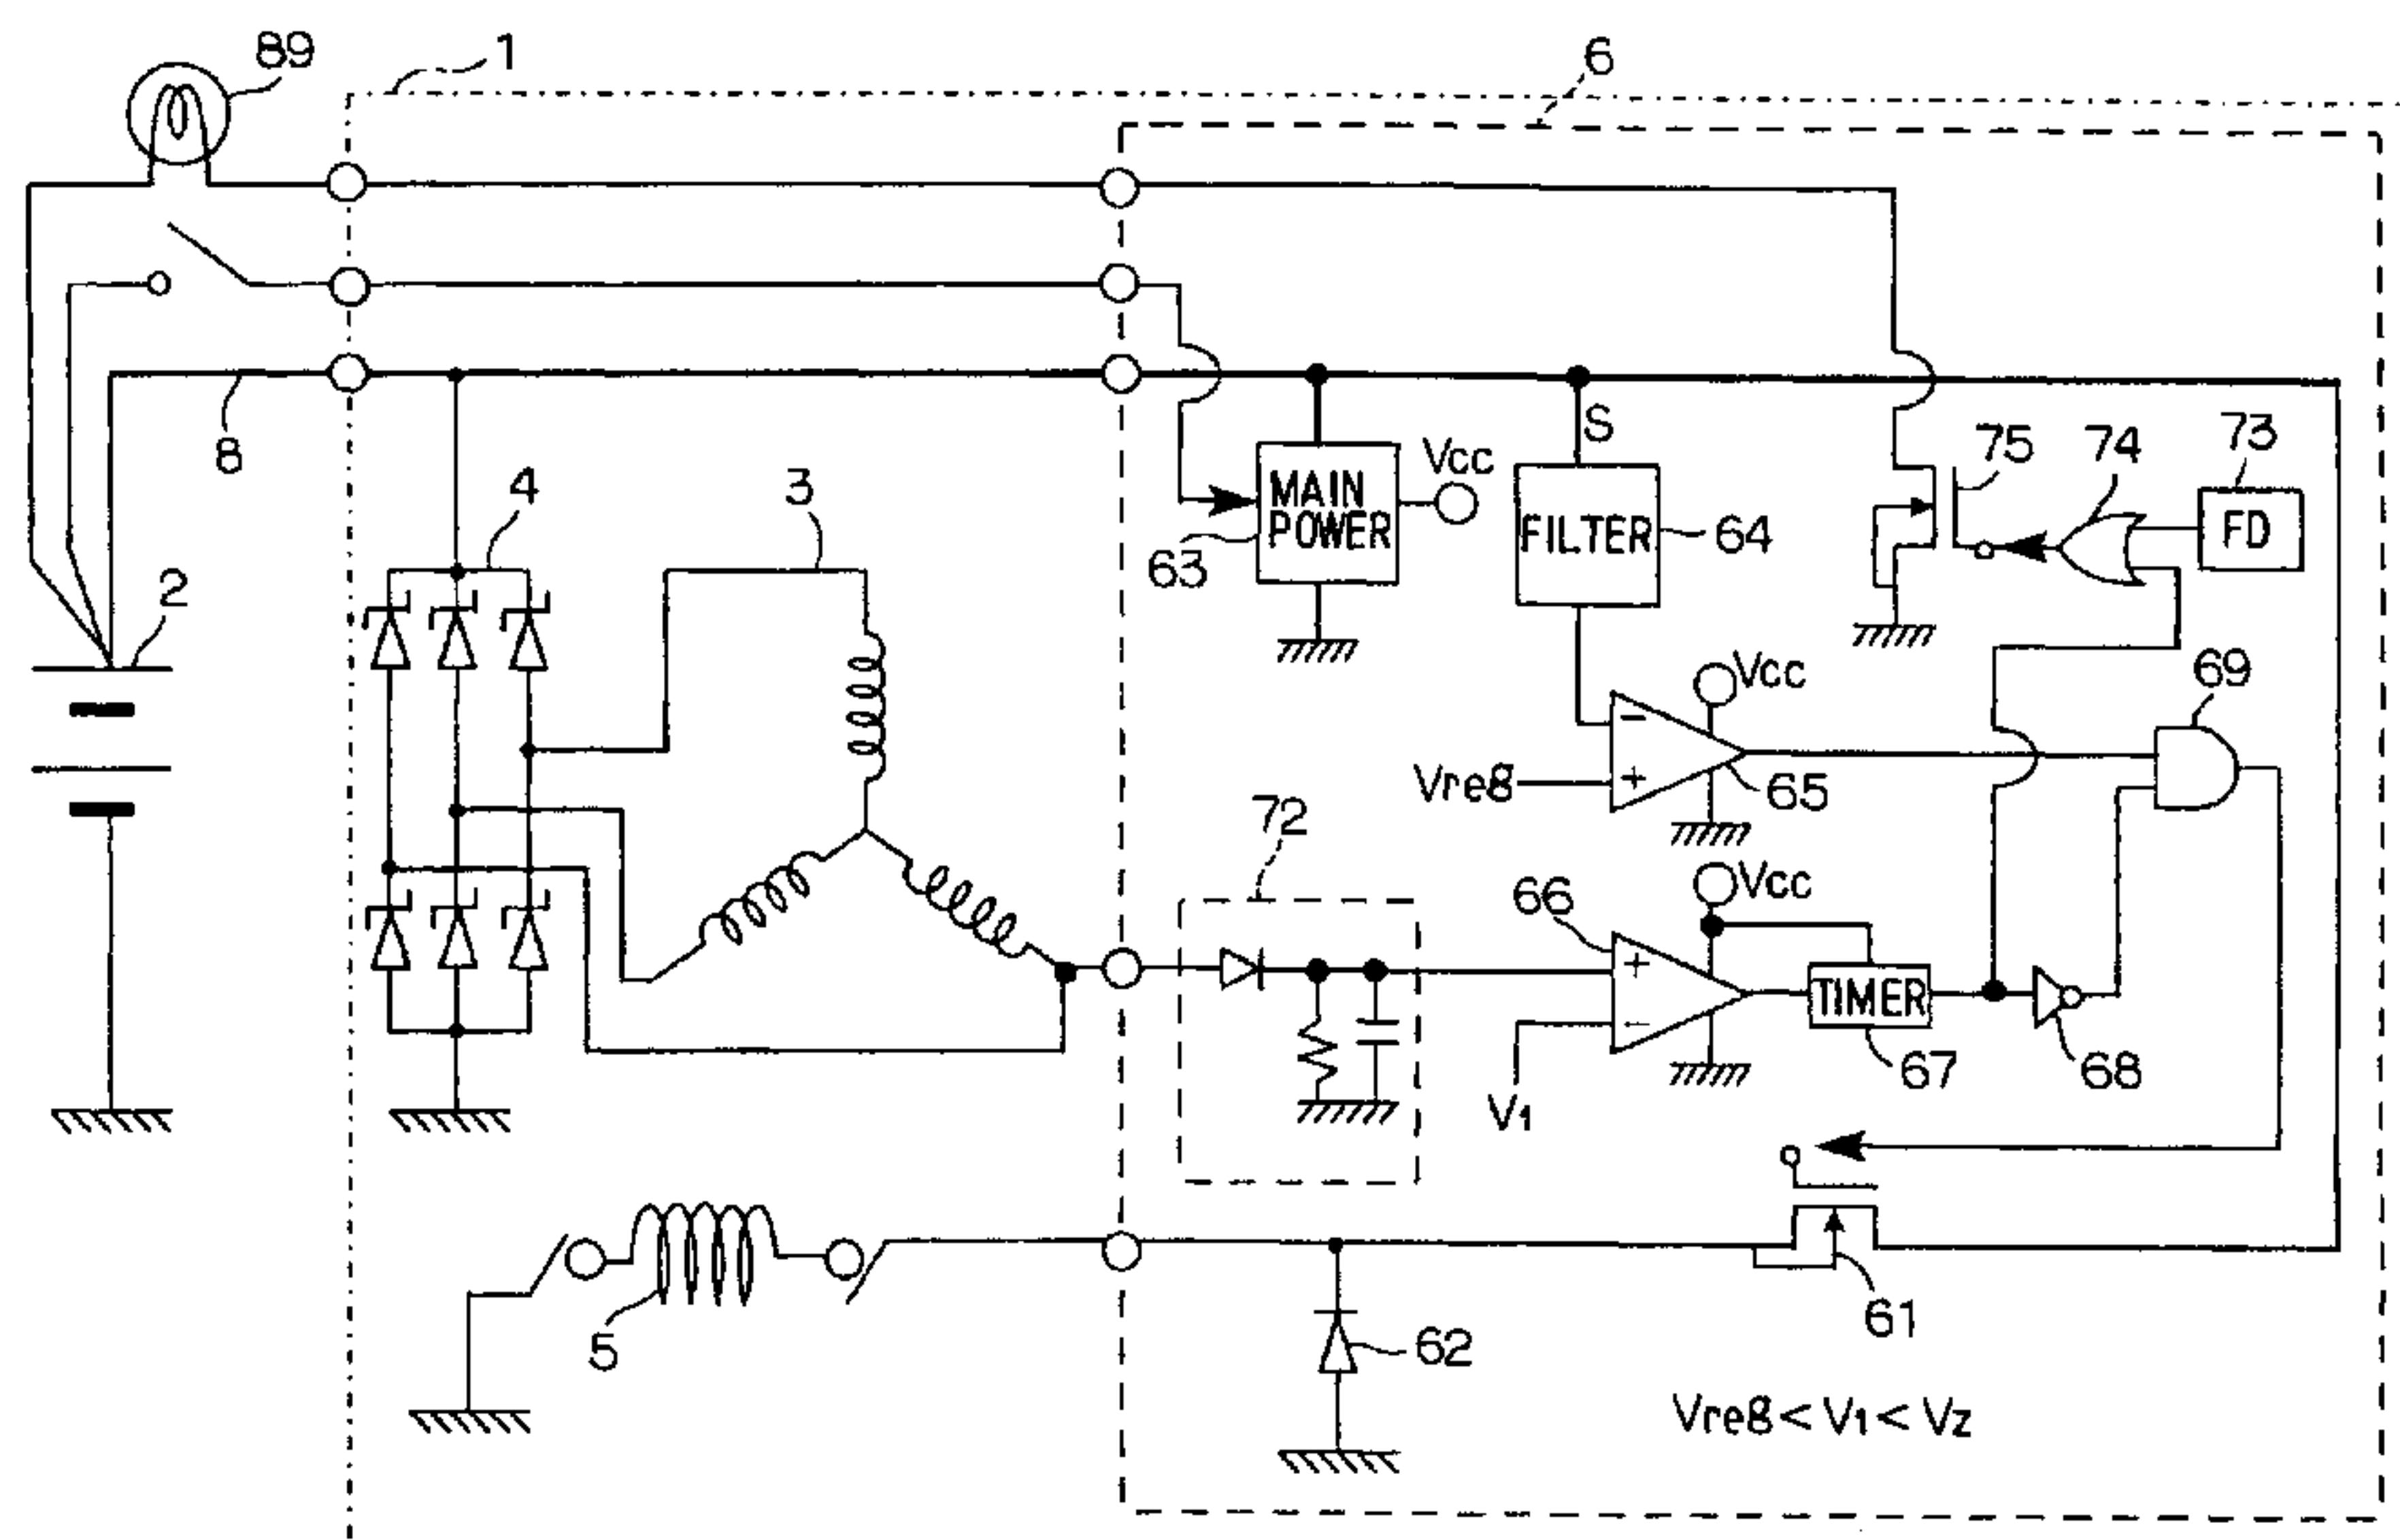 89
1
6
8
4
3
2
MAIN
POWER
63
Vcc
S
FILTER
64
75
74
73
FD
Vcc
69
Vreg
65
72
66
Vcc
TIMER
67
68
V1
5
62
61
Vreg < V1 < Vz